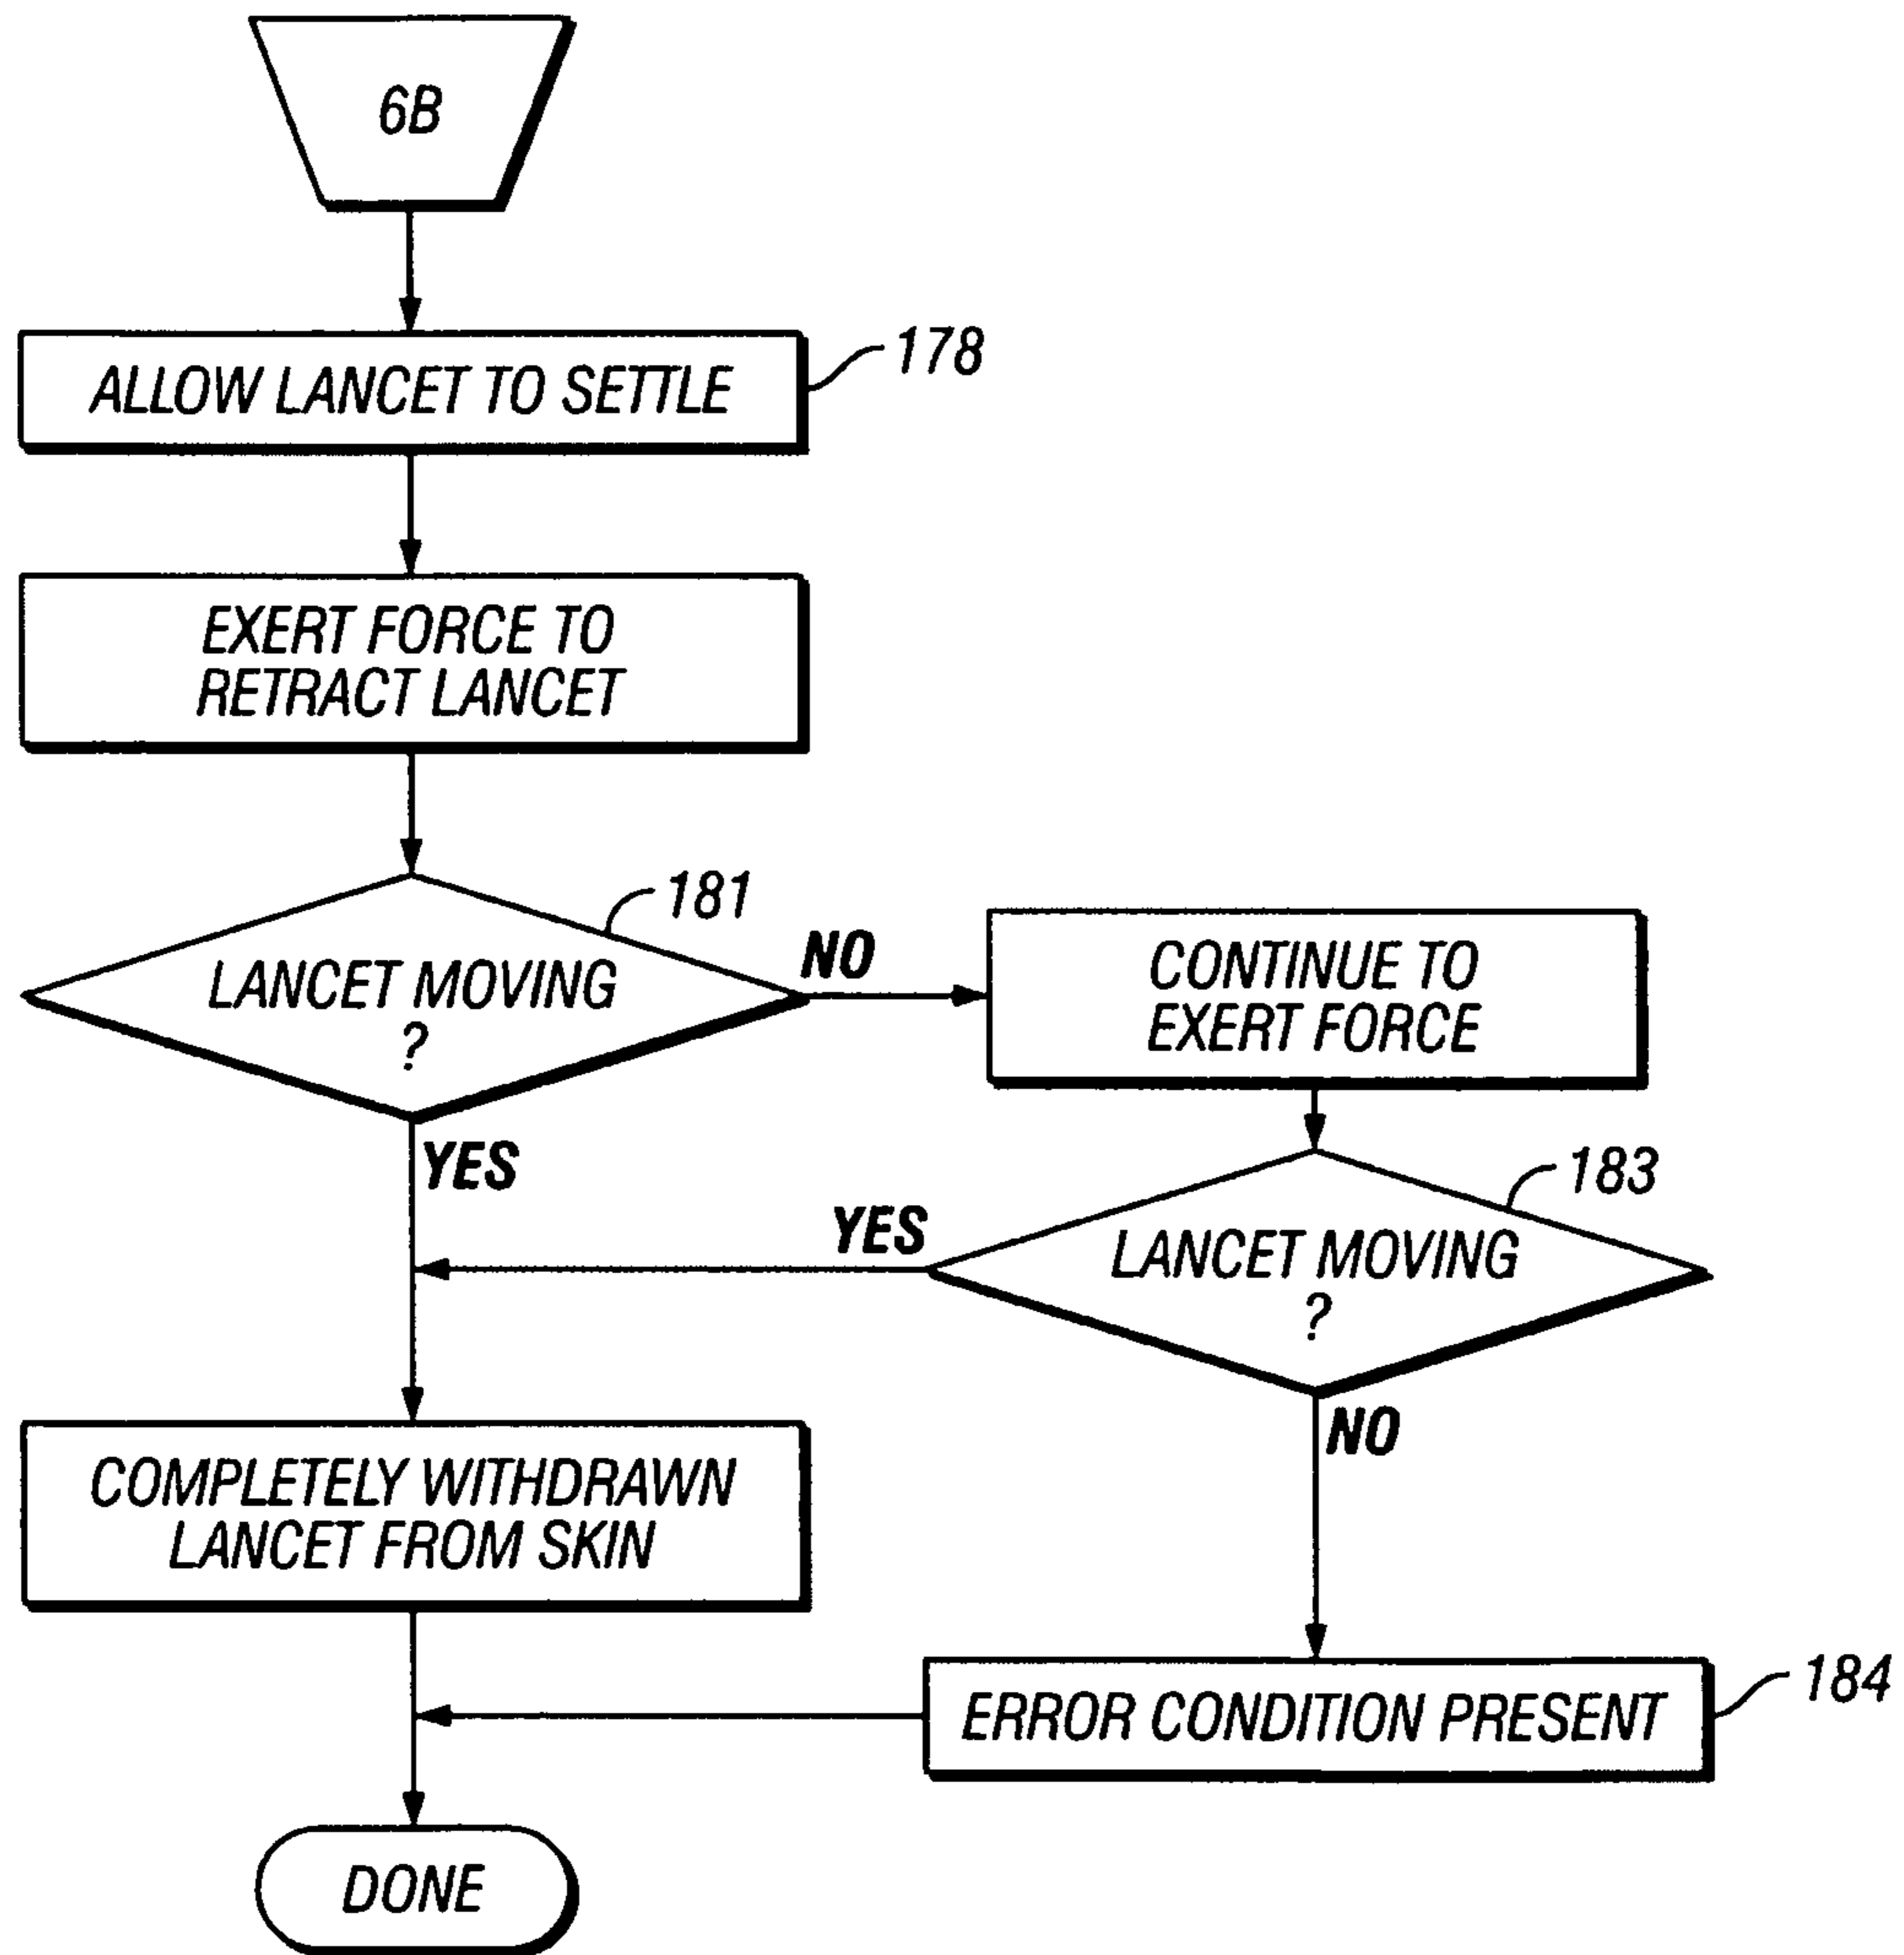 6B
ALLOW LANCET TO SETTLE
178
EXERT FORCE TO
RETRACT LANCET
181
LANCET MOVING
?
NO
CONTINUE TO
EXERT FORCE
YES
183
YES
LANCET MOVING
?
NO
COMPLETELY WITHDRAWN
LANCET FROM SKIN
184
ERROR CONDITION PRESENT
DONE